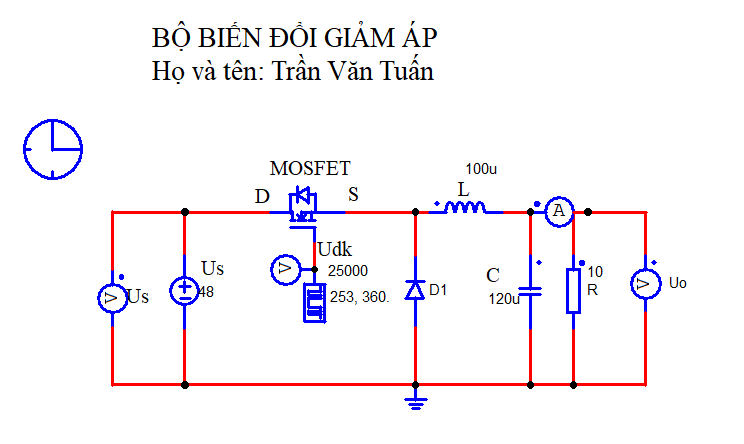 BỘ BIẾN ĐỔI GIẢM ÁP
Họ và tên: Trần Văn Tuấn
MOSFET
D
S
100u
L
A
Udk
V
25000
253, 360.
Us
48
V
Us
D1
C
120u
10
R
V
Uo